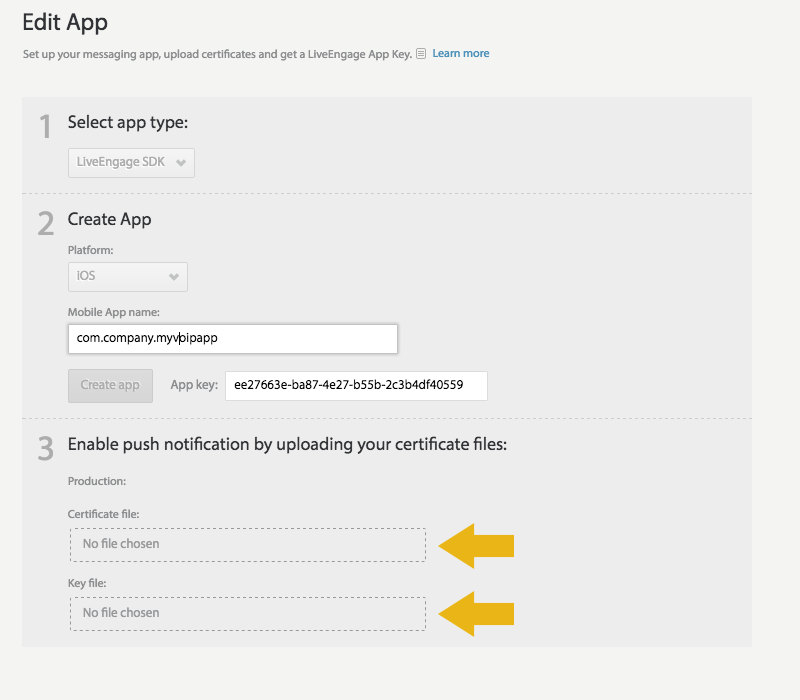 Edit App
Set up your messaging app, upload certificates and get a LiveEngage App Key. Learn more
1 Select app type:
LiveEngage SDK
2 Create App
Platform:
iOS
Mobile App name:
com.company.myvoipapp
Create app App key: ee27663e-ba87-4e27-b55b-2c3b4df40559
3 Enable push notification by uploading your certificate files:
Production:
Certificate file:
No file chosen
Key file:
No file chosen